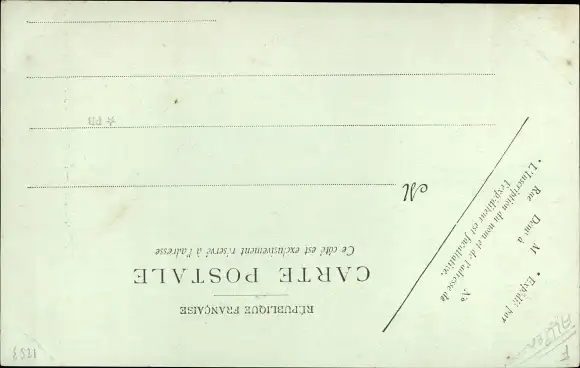 RÉPUBLIQUE FRANÇAISE
CARTE POSTALE
Ce côté est exclusivement réservé à l'adresse
M
• Expédié par
M
Demt à
Rue
No
• L'Inscription du nom et de l'adresse de
l'expéditeur est facultative.
☆ PB
F